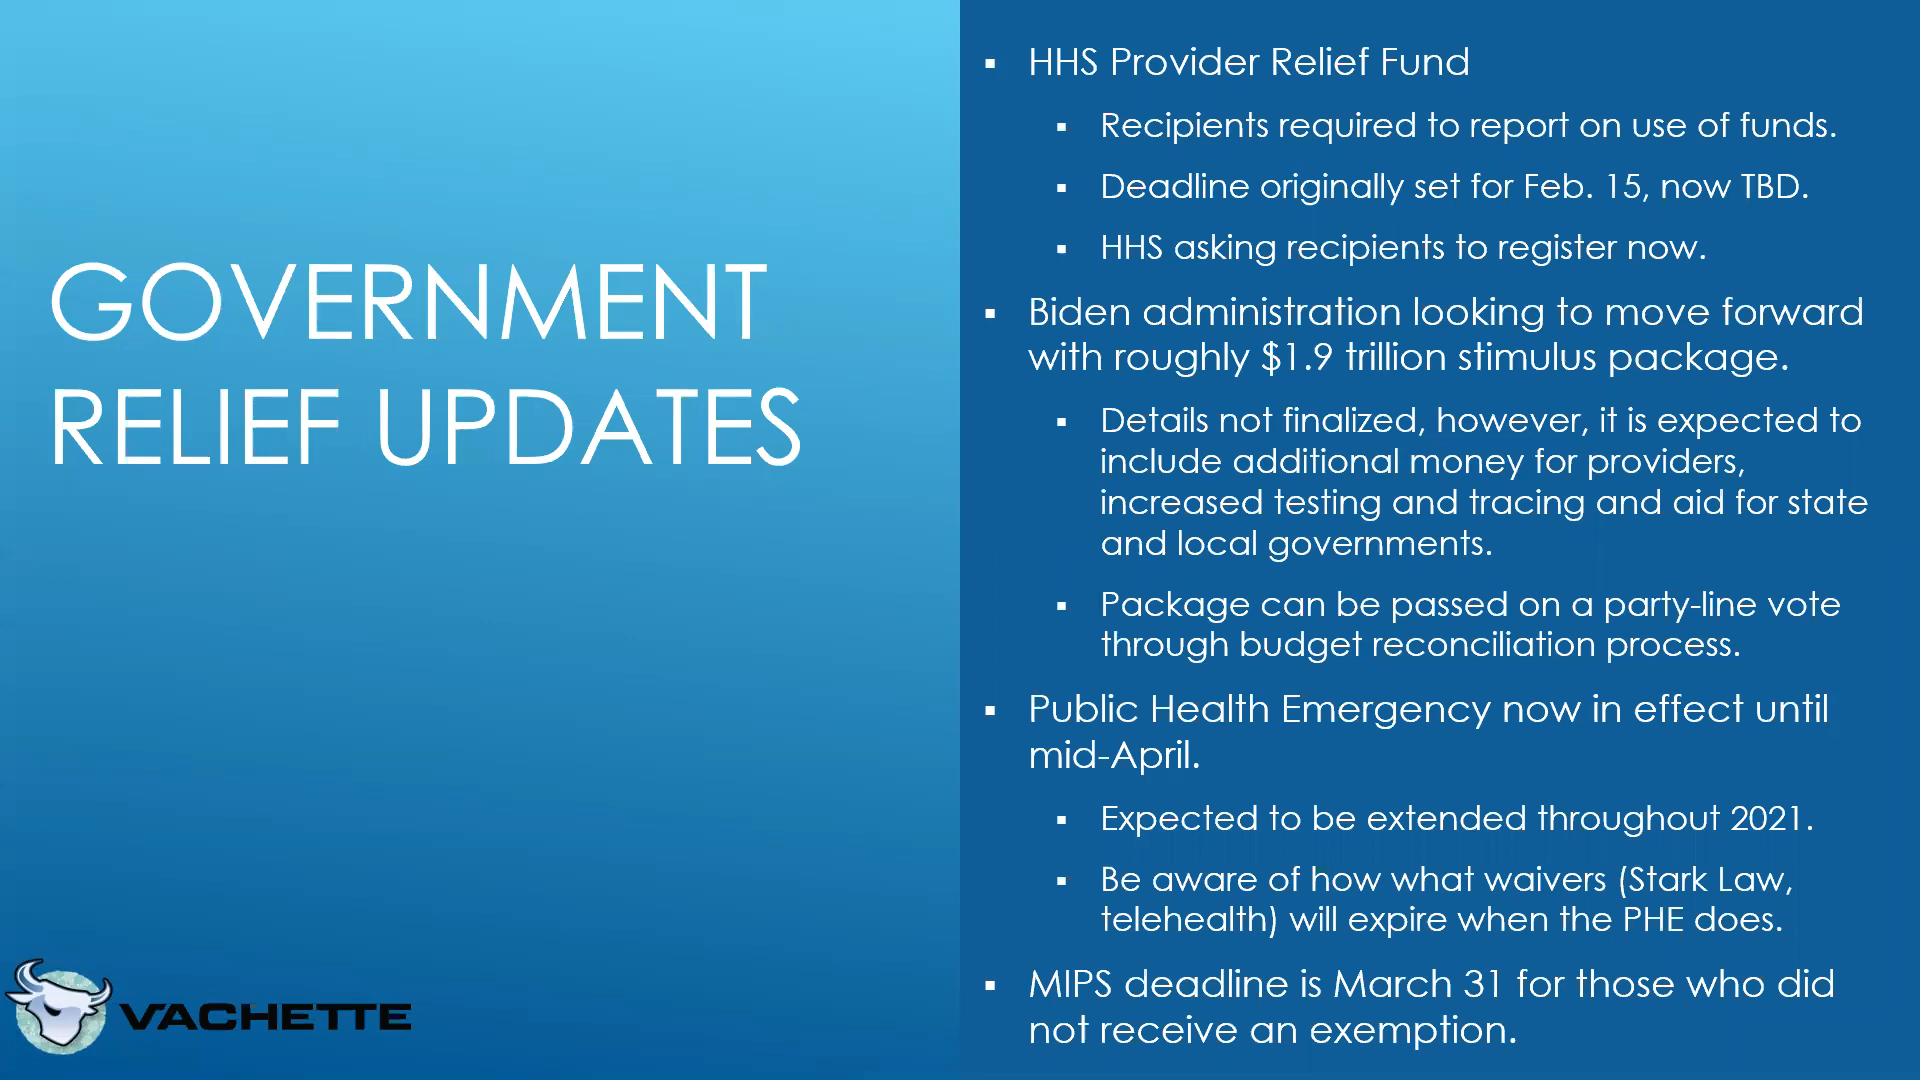 GOVERNMENT
RELIEF UPDATES
▪ HHS Provider Relief Fund
▪ Recipients required to report on use of funds.
▪ Deadline originally set for Feb. 15, now TBD.
▪ HHS asking recipients to register now.
▪ Biden administration looking to move forward
with roughly $1.9 trillion stimulus package.
▪ Details not finalized, however, it is expected to
include additional money for providers,
increased testing and tracing and aid for state
and local governments.
▪ Package can be passed on a party-line vote
through budget reconciliation process.
▪ Public Health Emergency now in effect until
mid-April.
▪ Expected to be extended throughout 2021.
▪ Be aware of how what waivers (Stark Law,
telehealth) will expire when the PHE does.
▪ MIPS deadline is March 31 for those who did
not receive an exemption.
VACHETTE